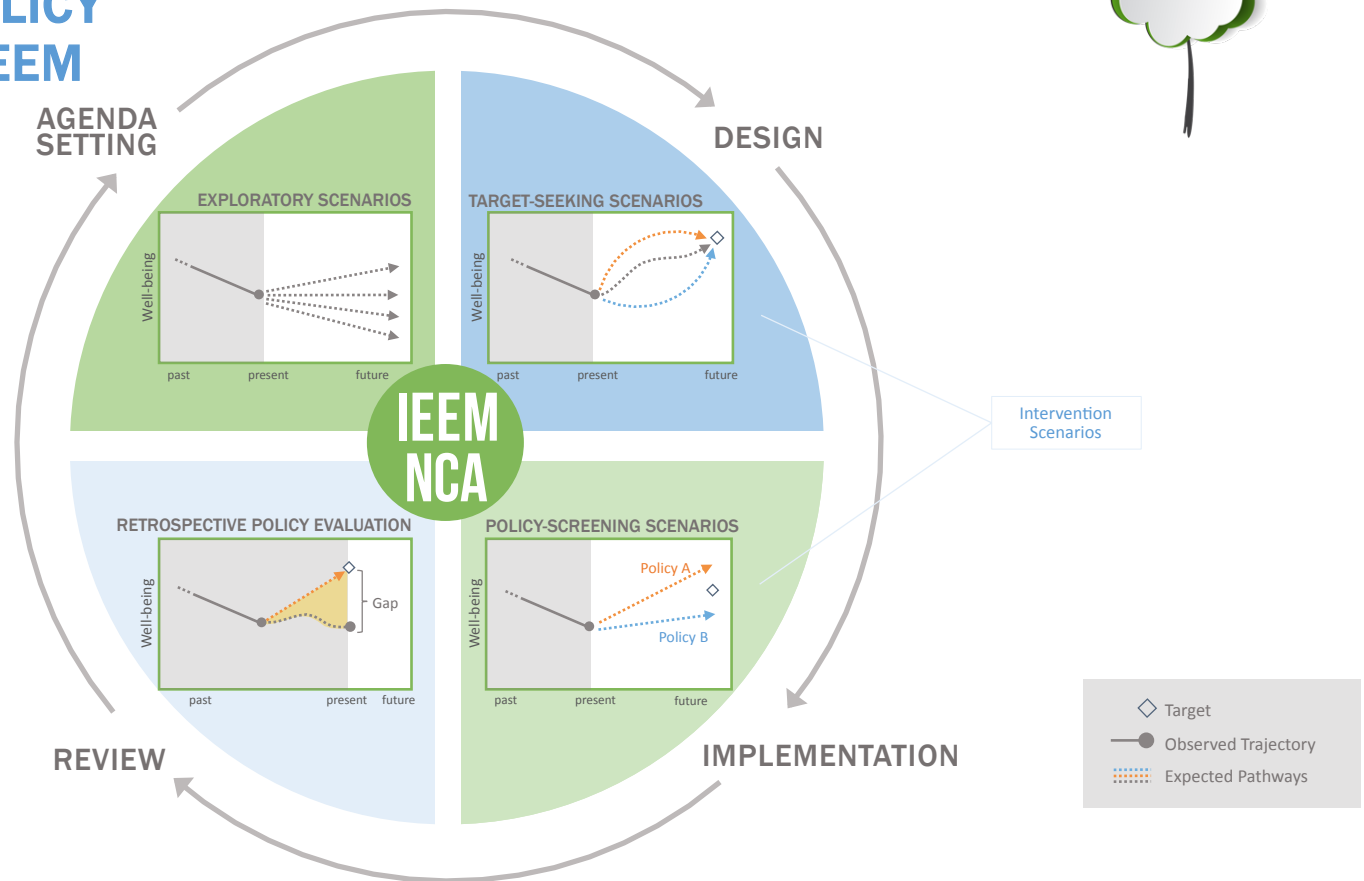 LICY
EEM
AGENDA
SETTING
DESIGN
EXPLORATORY SCENARIOS
Well-being
past present future
TARGET-SEEKING SCENARIOS
Well-being
past present future
IEEM
NCA
Intervention
Scenarios
RETROSPECTIVE POLICY EVALUATION
Well-being
Gap
past present future
POLICY-SCREENING SCENARIOS
Well-being
Policy A
Policy B
past present future
REVIEW
IMPLEMENTATION
Target
Observed Trajectory
Expected Pathways